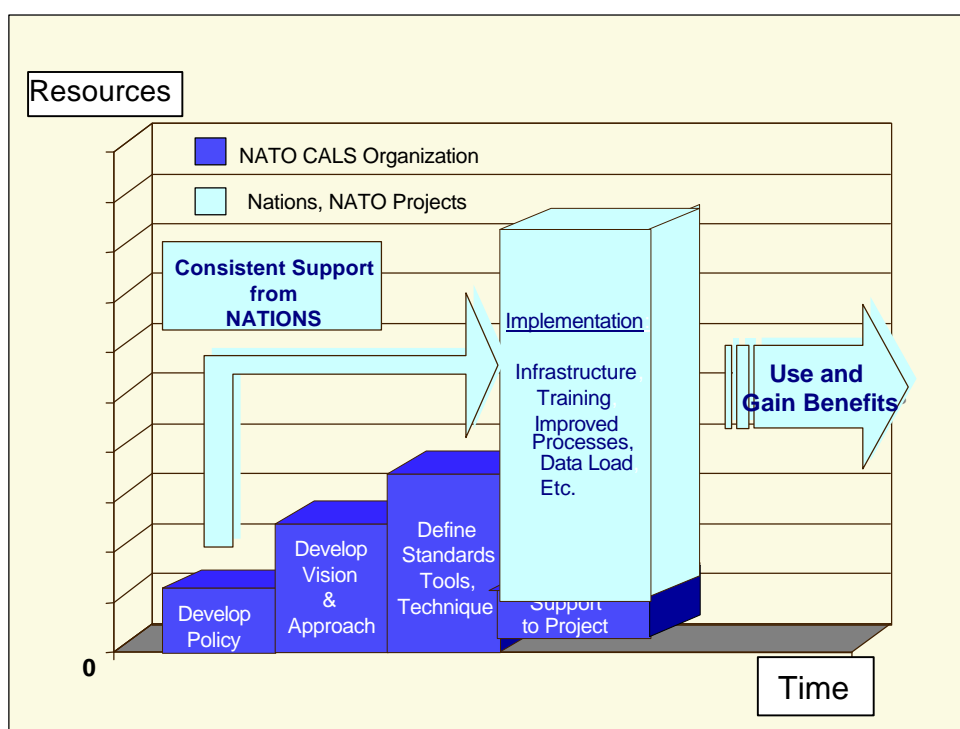 Resources
NATO CALS Organization
Nations, NATO Projects
Consistent Support
from
NATIONS
Implementation
Infrastructure
Training
Improved
Processes,
Data Load
Etc.
Use and
Gain Benefits
Develop
Policy
Develop
Vision
&
Approach
Define
Standards
Tools,
Technique
Support
to Project
0
Time